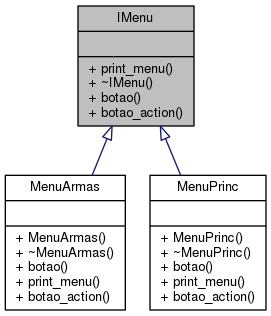 IMenu
+ print_menu()
+ ~IMenu()
+ botao()
+ botao_action()
MenuArmas
+ MenuArmas()
+ ~MenuArmas()
+ botao()
+ print_menu()
+ botao_action()
MenuPrinc
+ MenuPrinc()
+ ~MenuPrinc()
+ botao()
+ print_menu()
+ botao_action()